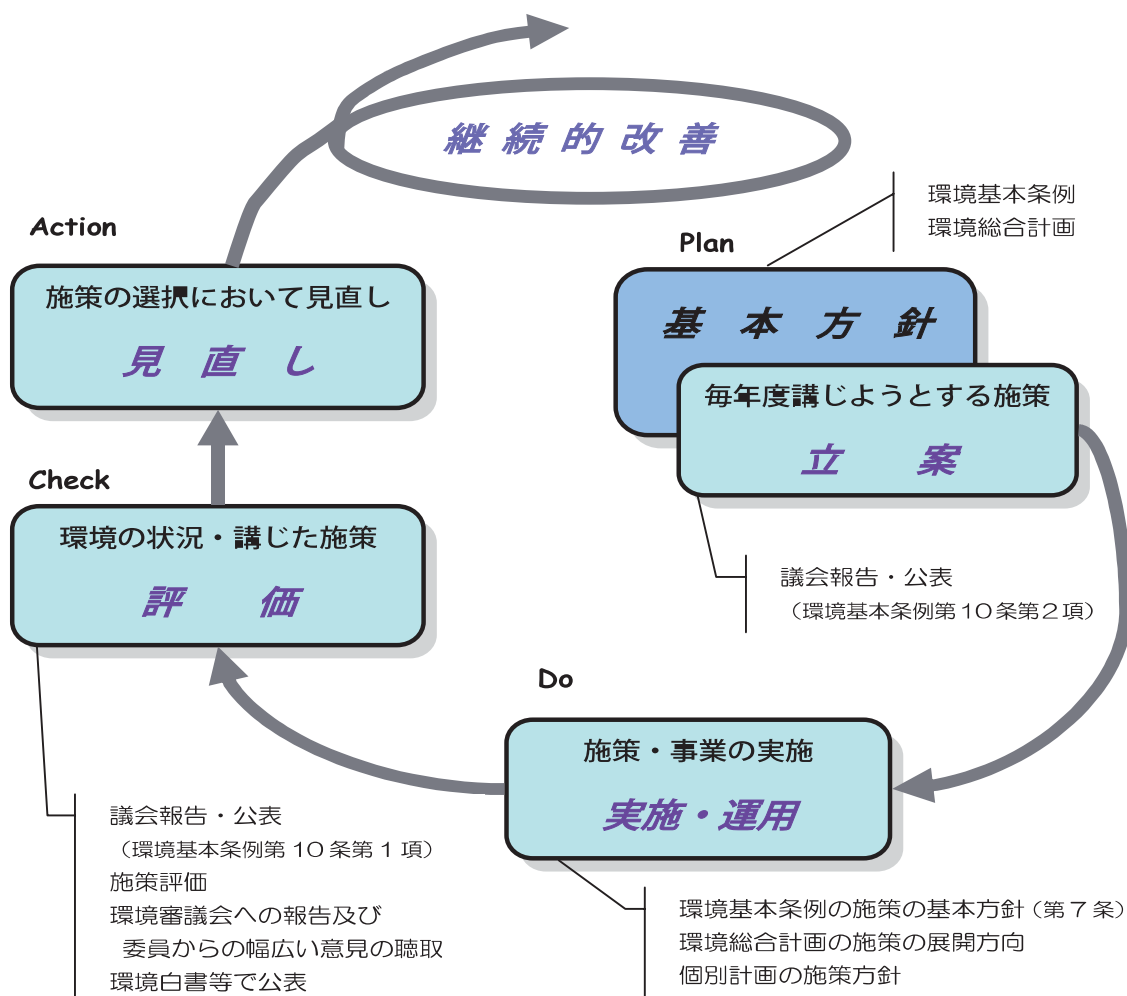 継続的改善
環境基本条例
環境総合計画
Plan
基本方針
毎年度講じようとする施策
立案
議会報告・公表
（環境基本条例第10条第2項）
Do
施策・事業の実施
実施・運用
環境基本条例の施策の基本方針（第7条）
環境総合計画の施策の展開方向
個別計画の施策方針
Check
環境の状況・講じた施策
評価
議会報告・公表
（環境基本条例第10条第1項）
施策評価
環境審議会への報告及び
委員からの幅広い意見の聴取
環境白書等で公表
Action
施策の選択において見直し
見直し